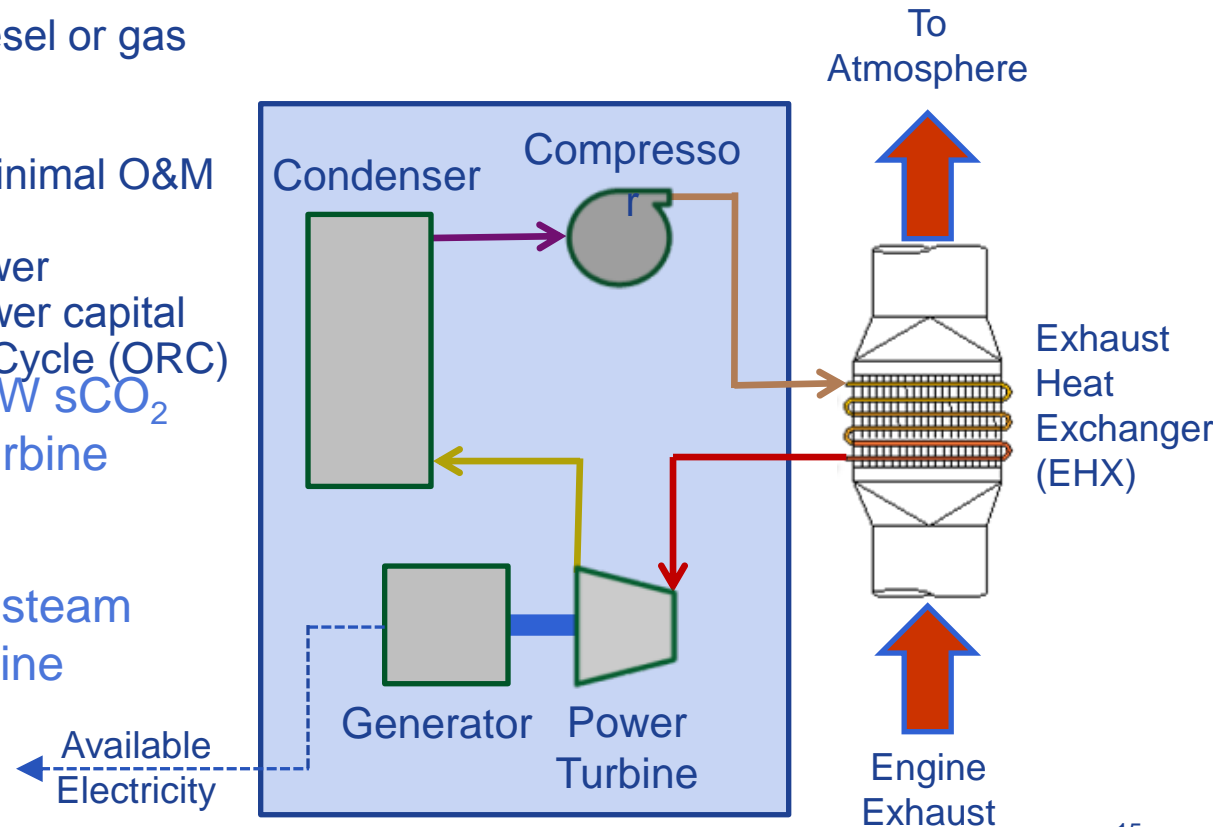 esel or gas
inimal O&M
wer
wer capital
Cycle (ORC)
W sCO₂
rbine
steam
ine
To
Atmosphere
Condenser
Compresso
r
Exhaust
Heat
Exchanger
(EHX)
Generator
Power
Turbine
Available
Electricity
Engine
Exhaust